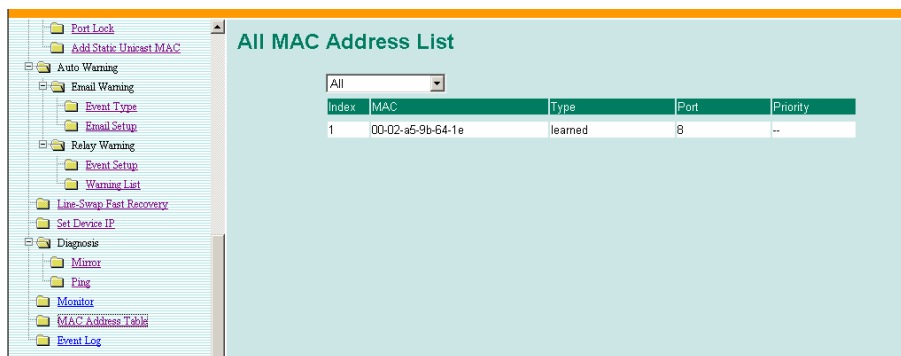 Port Lock
Add Static Unicast MAC
Auto Warning
Email Warning
Event Type
Email Setup
Relay Warning
Event Setup
Warning List
Line-Swap Fast Recovery
Set Device IP
Diagnosis
Mirror
Ping
Monitor
MAC Address Table
Event Log
All MAC Address List
All
Index MAC Type Port Priority
1 00-02-a5-9b-64-1e learned 8 --